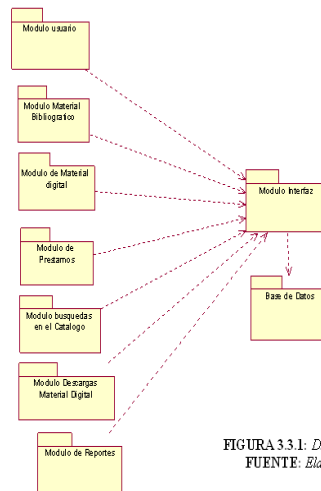 Modulo usuario
Modulo Material
Bibliografico
Modulo de Material
digital
Modulo Interfaz
Modulo de
Prestamos
Modulo busquedas
en el Catalogo
Base de Datos
Modulo Descargas
Material Digital
Modulo de Reportes
FIGURA 3.3.1: D
FUENTE: Ela